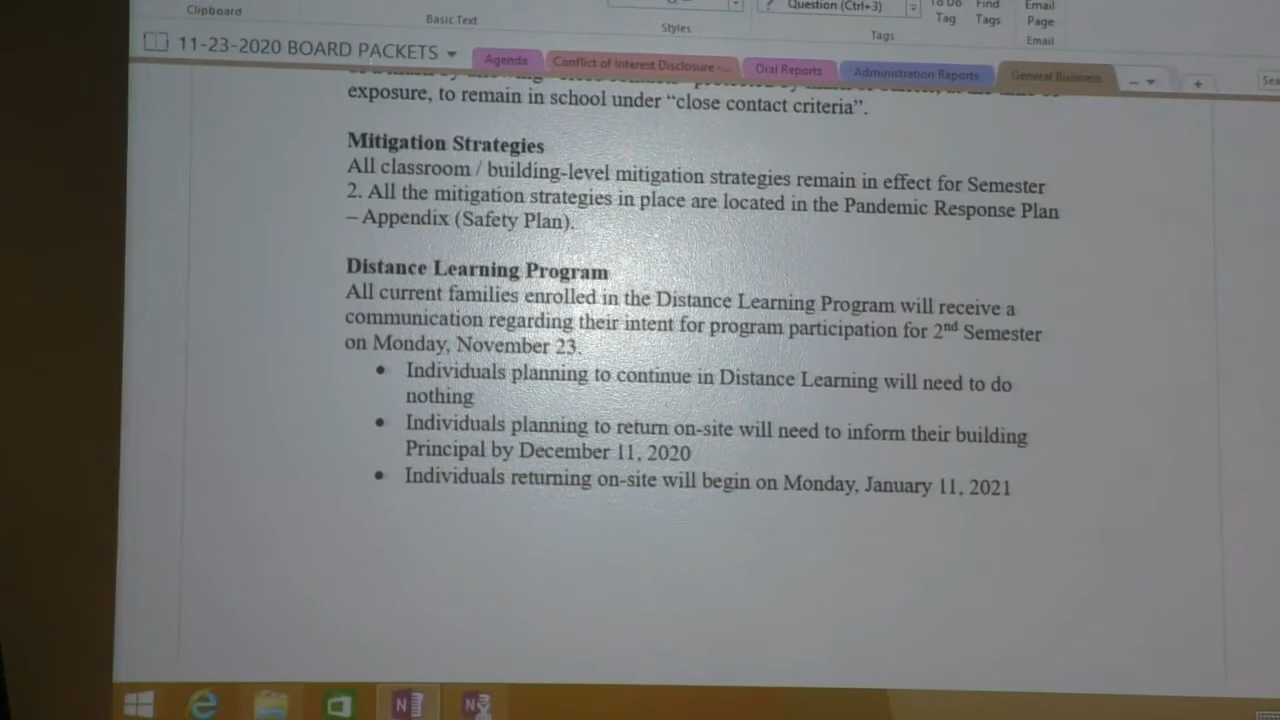 Clipboard
Basic Text
Styles
Question (Ctrl+3)
Tags
To Do Tag
Find Tags
Email Page
Email
11-23-2020 BOARD PACKETS
Agenda
Conflict of Interest Disclosure -...
Oral Reports
Administration Reports
General Business
exposure, to remain in school under “close contact criteria”.
Mitigation Strategies
All classroom / building-level mitigation strategies remain in effect for Semester
2. All the mitigation strategies in place are located in the Pandemic Response Plan
– Appendix (Safety Plan).
Distance Learning Program
All current families enrolled in the Distance Learning Program will receive a
communication regarding their intent for program participation for 2nd Semester
on Monday, November 23.
• Individuals planning to continue in Distance Learning will need to do
nothing
• Individuals planning to return on-site will need to inform their building
Principal by December 11, 2020
• Individuals returning on-site will begin on Monday, January 11, 2021